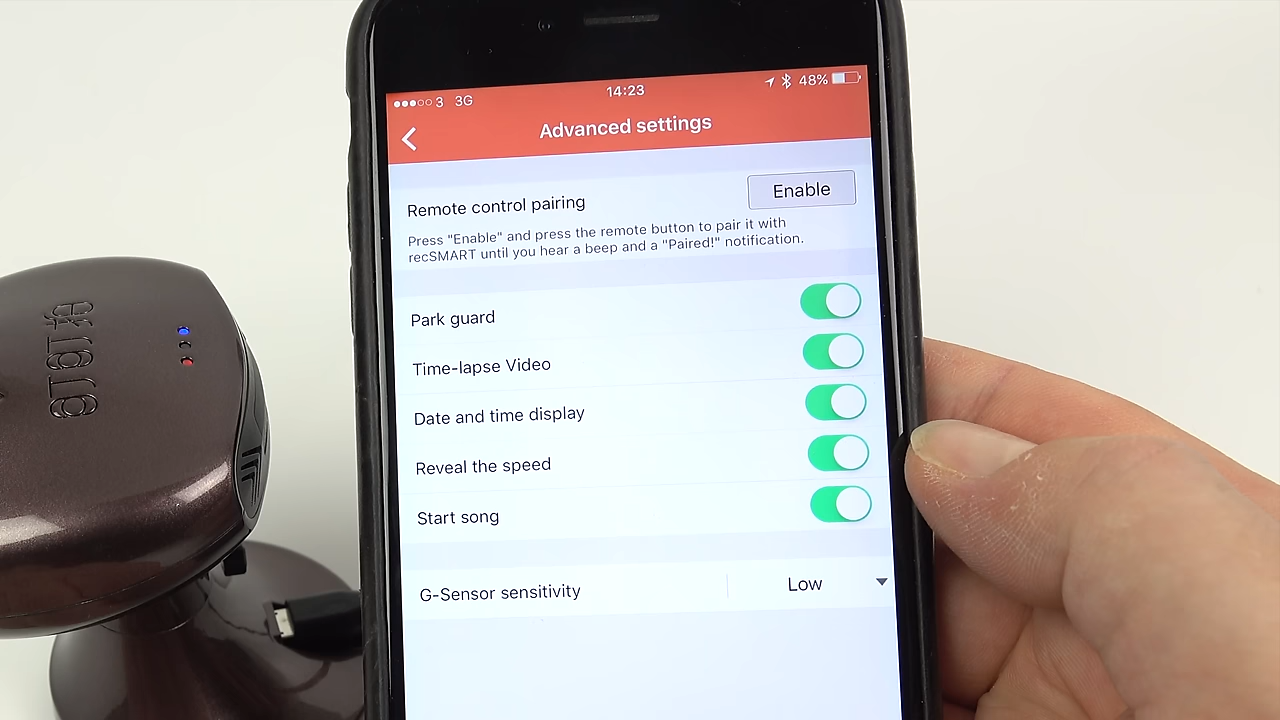 3 3G 14:23 48%
Advanced settings
Remote control pairing Enable
Press "Enable" and press the remote button to pair it with
recSMART until you hear a beep and a "Paired!" notification.
Park guard
Time-lapse Video
Date and time display
Reveal the speed
Start song
G-Sensor sensitivity Low